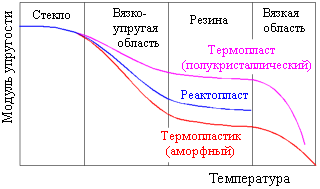 Модуль упругости
Стекло
Вязко-
упругая
область
Резина
Вязкая
область
Термопласт
(полукристаллический)
Реактопласт
Термопластик
(аморфный)
Температура